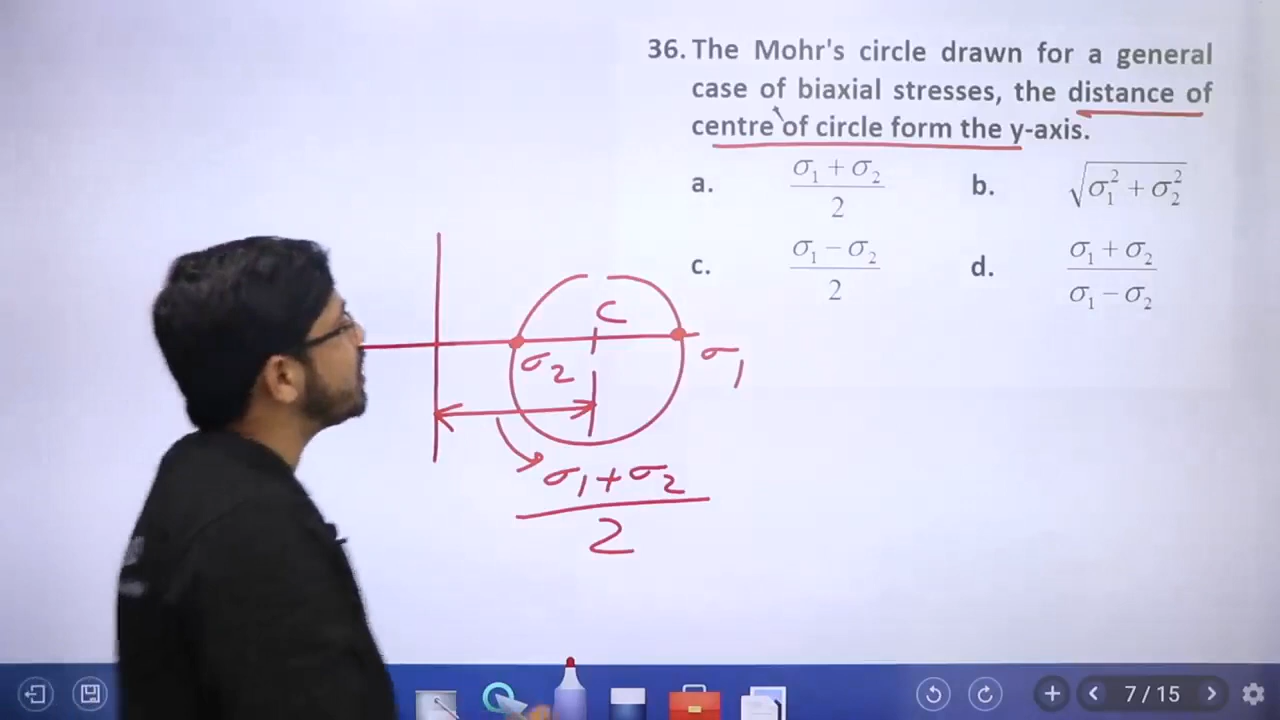 36. The Mohr's circle drawn for a general
case of biaxial stresses, the distance of
centre of circle form the y-axis.
a. (σ₁ + σ₂)/2 b. √(σ₁² + σ₂²)
c. (σ₁ − σ₂)/2 d. (σ₁ + σ₂)/(σ₁ − σ₂)
C
σ₂ σ₁
(σ₁+σ₂)/2
7 / 15